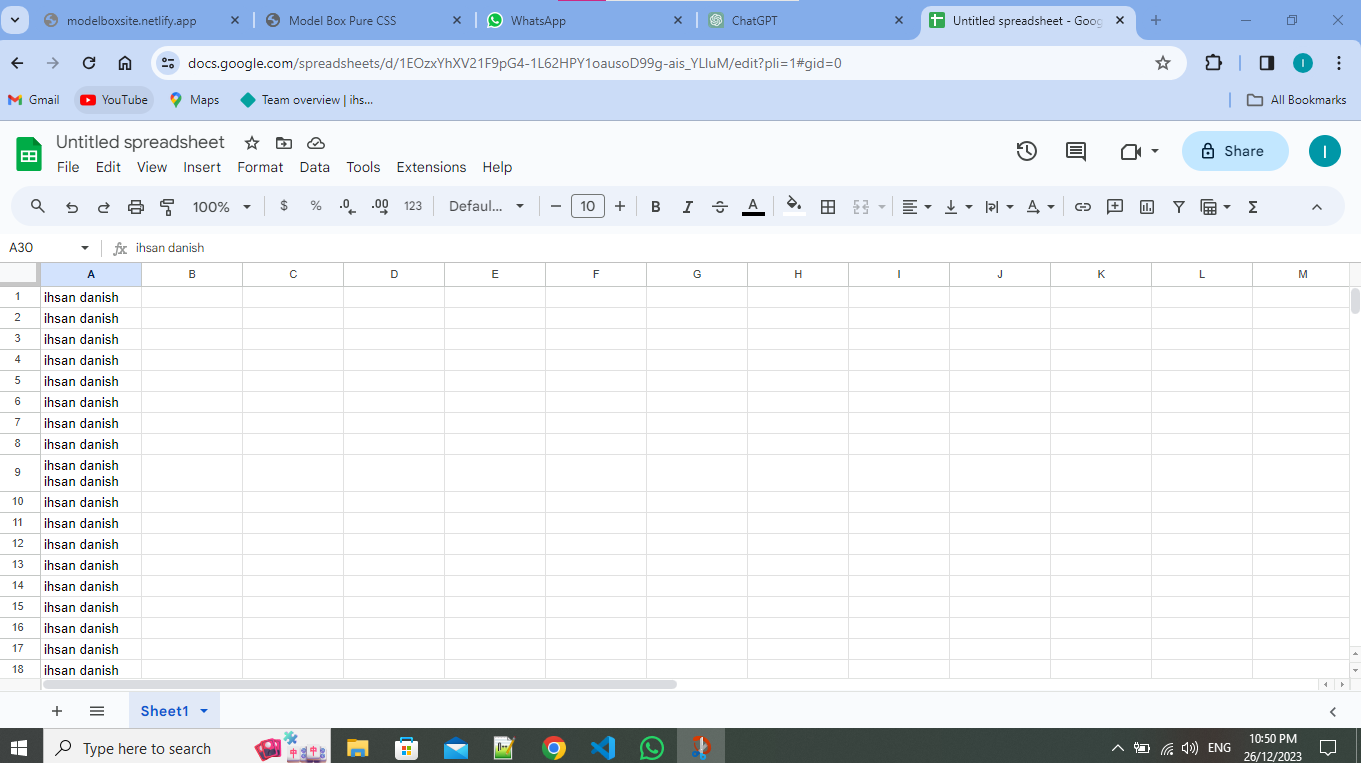 modelboxsite.netlify.app
Model Box Pure CSS
WhatsApp
ChatGPT
Untitled spreadsheet - Goog
docs.google.com/spreadsheets/d/1EOzxYhXV21F9pG4-1L62HPY1oausoD99g-ais_YLluM/edit?pli=1#gid=0
I
Gmail
YouTube
Maps
Team overview | ihs...
All Bookmarks
Untitled spreadsheet
File Edit View Insert Format Data Tools Extensions Help
Share
I
100%
$ % .0 .00 123
Defaul...
10
B I S A
A30
fx ihsan danish
A B C D E F G H I J K L M
1 ihsan danish
2 ihsan danish
3 ihsan danish
4 ihsan danish
5 ihsan danish
6 ihsan danish
7 ihsan danish
8 ihsan danish
9 ihsan danish
ihsan danish
10 ihsan danish
11 ihsan danish
12 ihsan danish
13 ihsan danish
14 ihsan danish
15 ihsan danish
16 ihsan danish
17 ihsan danish
18 ihsan danish
Sheet1
Type here to search
ENG
10:50 PM
26/12/2023